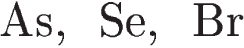 As, Se, Br